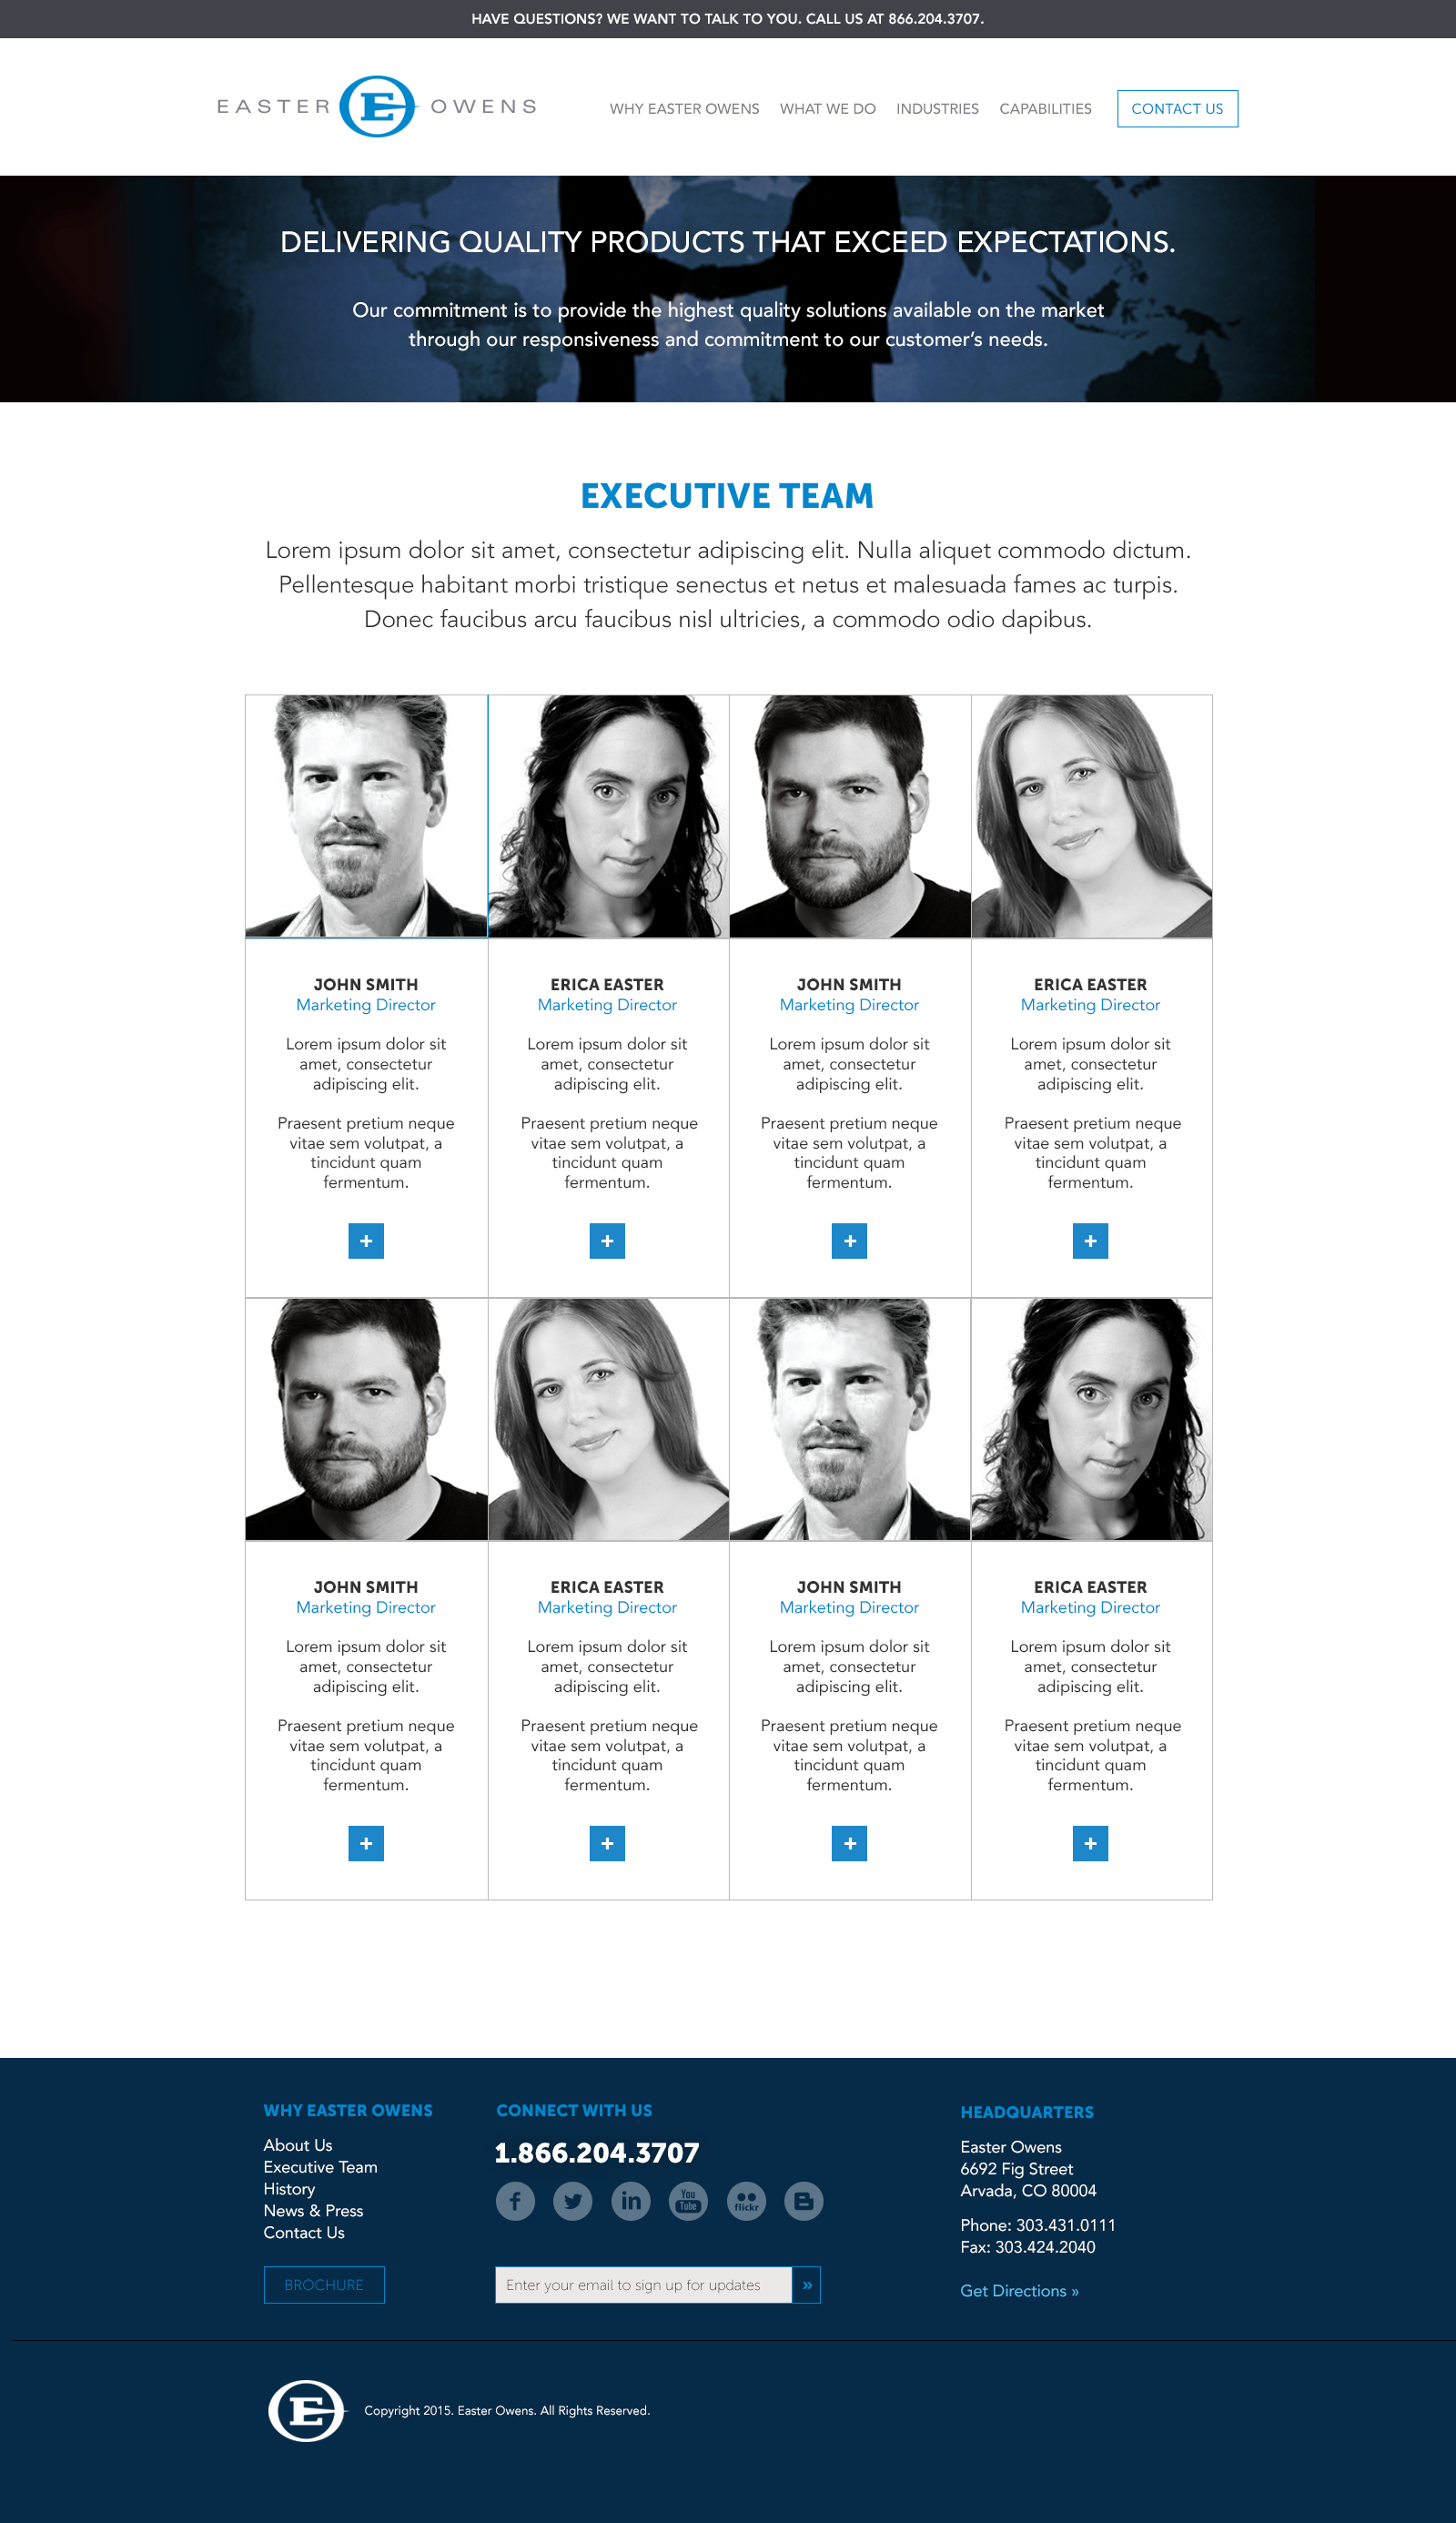 HAVE QUESTIONS? WE WANT TO TALK TO YOU. CALL US AT 866.204.3707.
EASTER E OWENS
WHY EASTER OWENS WHAT WE DO INDUSTRIES CAPABILITIES CONTACT US
DELIVERING QUALITY PRODUCTS THAT EXCEED EXPECTATIONS.
Our commitment is to provide the highest quality solutions available on the market
through our responsiveness and commitment to our customer’s needs.
EXECUTIVE TEAM
Lorem ipsum dolor sit amet, consectetur adipiscing elit. Nulla aliquet commodo dictum.
Pellentesque habitant morbi tristique senectus et netus et malesuada fames ac turpis.
Donec faucibus arcu faucibus nisl ultricies, a commodo odio dapibus.
JOHN SMITH
Marketing Director
Lorem ipsum dolor sit
amet, consectetur
adipiscing elit.
Praesent pretium neque
vitae sem volutpat, a
tincidunt quam
fermentum.
+
ERICA EASTER
Marketing Director
Lorem ipsum dolor sit
amet, consectetur
adipiscing elit.
Praesent pretium neque
vitae sem volutpat, a
tincidunt quam
fermentum.
+
JOHN SMITH
Marketing Director
Lorem ipsum dolor sit
amet, consectetur
adipiscing elit.
Praesent pretium neque
vitae sem volutpat, a
tincidunt quam
fermentum.
+
ERICA EASTER
Marketing Director
Lorem ipsum dolor sit
amet, consectetur
adipiscing elit.
Praesent pretium neque
vitae sem volutpat, a
tincidunt quam
fermentum.
+
JOHN SMITH
Marketing Director
Lorem ipsum dolor sit
amet, consectetur
adipiscing elit.
Praesent pretium neque
vitae sem volutpat, a
tincidunt quam
fermentum.
+
ERICA EASTER
Marketing Director
Lorem ipsum dolor sit
amet, consectetur
adipiscing elit.
Praesent pretium neque
vitae sem volutpat, a
tincidunt quam
fermentum.
+
JOHN SMITH
Marketing Director
Lorem ipsum dolor sit
amet, consectetur
adipiscing elit.
Praesent pretium neque
vitae sem volutpat, a
tincidunt quam
fermentum.
+
ERICA EASTER
Marketing Director
Lorem ipsum dolor sit
amet, consectetur
adipiscing elit.
Praesent pretium neque
vitae sem volutpat, a
tincidunt quam
fermentum.
+
WHY EASTER OWENS
About Us
Executive Team
History
News & Press
Contact Us
BROCHURE
CONNECT WITH US
1.866.204.3707
f in You Tube flickr B
Enter your email to sign up for updates »
HEADQUARTERS
Easter Owens
6692 Fig Street
Arvada, CO 80004
Phone: 303.431.0111
Fax: 303.424.2040
Get Directions »
E
Copyright 2015. Easter Owens. All Rights Reserved.